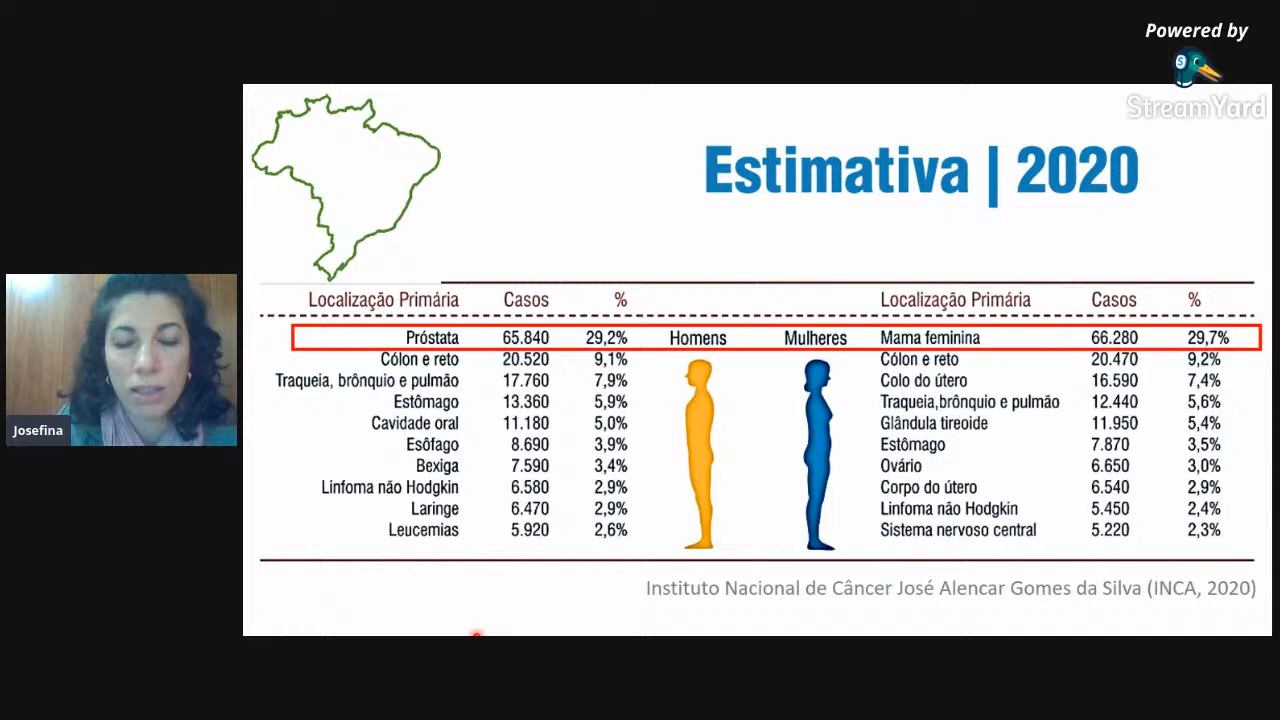 Powered by
StreamYard
Estimativa | 2020
Localização Primária Casos % Localização Primária Casos %
Próstata 65.840 29,2% Homens Mulheres Mama feminina 66.280 29,7%
Cólon e reto 20.520 9,1% Cólon e reto 20.470 9,2%
Traqueia, brônquio e pulmão 17.760 7,9% Colo do útero 16.590 7,4%
Estômago 13.360 5,9% Traqueia,brônquio e pulmão 12.440 5,6%
Cavidade oral 11.180 5,0% Glândula tireoide 11.950 5,4%
Esôfago 8.690 3,9% Estômago 7.870 3,5%
Bexiga 7.590 3,4% Ovário 6.650 3,0%
Linfoma não Hodgkin 6.580 2,9% Corpo do útero 6.540 2,9%
Laringe 6.470 2,9% Linfoma não Hodgkin 5.450 2,4%
Leucemias 5.920 2,6% Sistema nervoso central 5.220 2,3%
Instituto Nacional de Câncer José Alencar Gomes da Silva (INCA, 2020)
Josefina